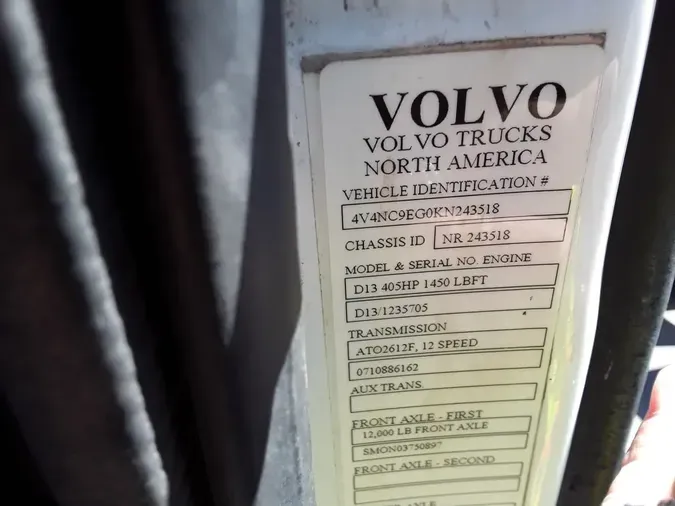 VOLVO
VOLVO TRUCKS
NORTH AMERICA
VEHICLE IDENTIFICATION #
4V4NC9EG0KN243518
CHASSIS ID NR 243518
MODEL & SERIAL NO. ENGINE
D13 405HP 1450 LBFT
D13/1235705
TRANSMISSION
ATO2612F, 12 SPEED
0710886162
AUX TRANS.
FRONT AXLE - FIRST
12,000 LB FRONT AXLE
SMON03750897
FRONT AXLE - SECOND
AXLE